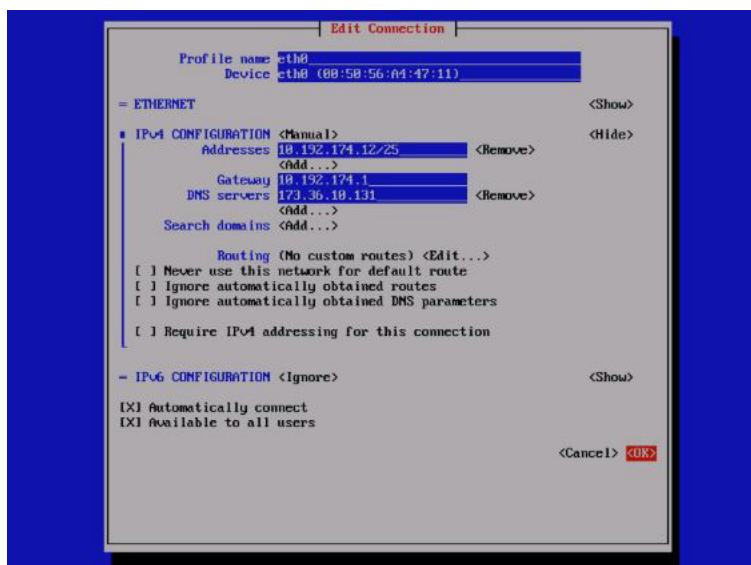 Edit Connection
Profile name eth0
Device eth0 (00:50:56:A4:47:11)
= ETHERNET <Show>
IPv4 CONFIGURATION <Manual> <Hide>
Addresses 10.192.174.12/25 <Remove>
<Add...>
Gateway 10.192.174.1
DNS servers 173.36.10.131 <Remove>
<Add...>
Search domains <Add...>
Routing (No custom routes) <Edit...>
[ ] Never use this network for default route
[ ] Ignore automatically obtained routes
[ ] Ignore automatically obtained DNS parameters
[ ] Require IPv4 addressing for this connection
= IPv6 CONFIGURATION <Ignore> <Show>
[X] Automatically connect
[X] Available to all users
<Cancel> <OK>